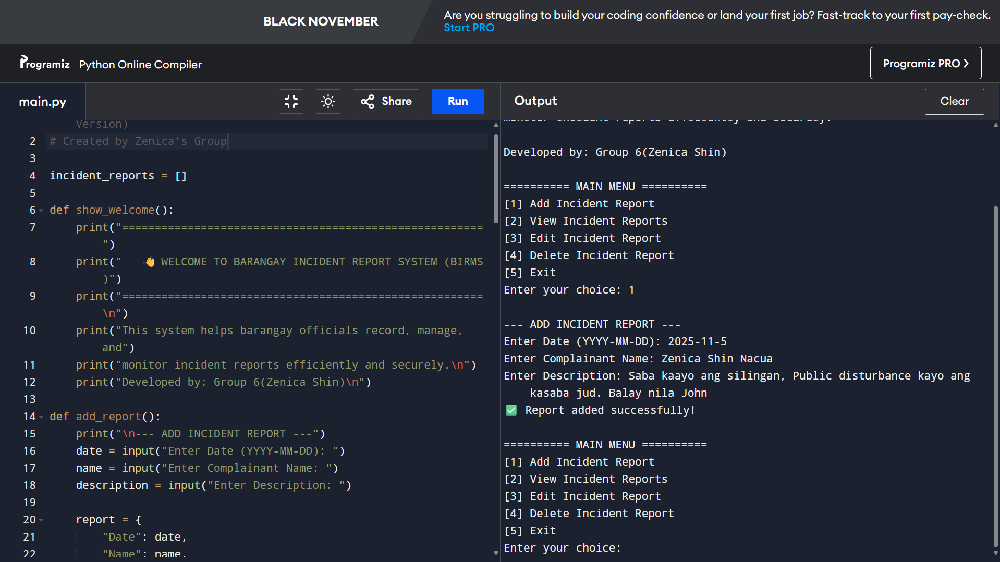 BLACK NOVEMBER
Are you struggling to build your coding confidence or land your first job? Fast-track to your first pay-check.
Start PRO
Programiz Python Online Compiler
Programiz PRO
main.py
Share
Run
Version)
2 # Created by Zenica's Group
3
4 incident_reports = []
5
6 def show_welcome():
7 print("=======================================================
")
8 print("   👋 WELCOME TO BARANGAY INCIDENT REPORT SYSTEM (BIRMS
)")
9 print("=======================================================
\n")
10 print("This system helps barangay officials record, manage,
and")
11 print("monitor incident reports efficiently and securely.\n")
12 print("Developed by: Group 6(Zenica Shin)\n")
13
14 def add_report():
15 print("\n--- ADD INCIDENT REPORT ---")
16 date = input("Enter Date (YYYY-MM-DD): ")
17 name = input("Enter Complainant Name: ")
18 description = input("Enter Description: ")
19
20 report = {
21 "Date": date,
22 "Name": name,
Output
Clear
monitor incident reports efficiently and securely.
Developed by: Group 6(Zenica Shin)
========== MAIN MENU ==========
[1] Add Incident Report
[2] View Incident Reports
[3] Edit Incident Report
[4] Delete Incident Report
[5] Exit
Enter your choice: 1
--- ADD INCIDENT REPORT ---
Enter Date (YYYY-MM-DD): 2025-11-5
Enter Complainant Name: Zenica Shin Nacua
Enter Description: Saba kaayo ang silingan, Public disturbance kayo ang
kasaba jud. Balay nila John
✅ Report added successfully!
========== MAIN MENU ==========
[1] Add Incident Report
[2] View Incident Reports
[3] Edit Incident Report
[4] Delete Incident Report
[5] Exit
Enter your choice: